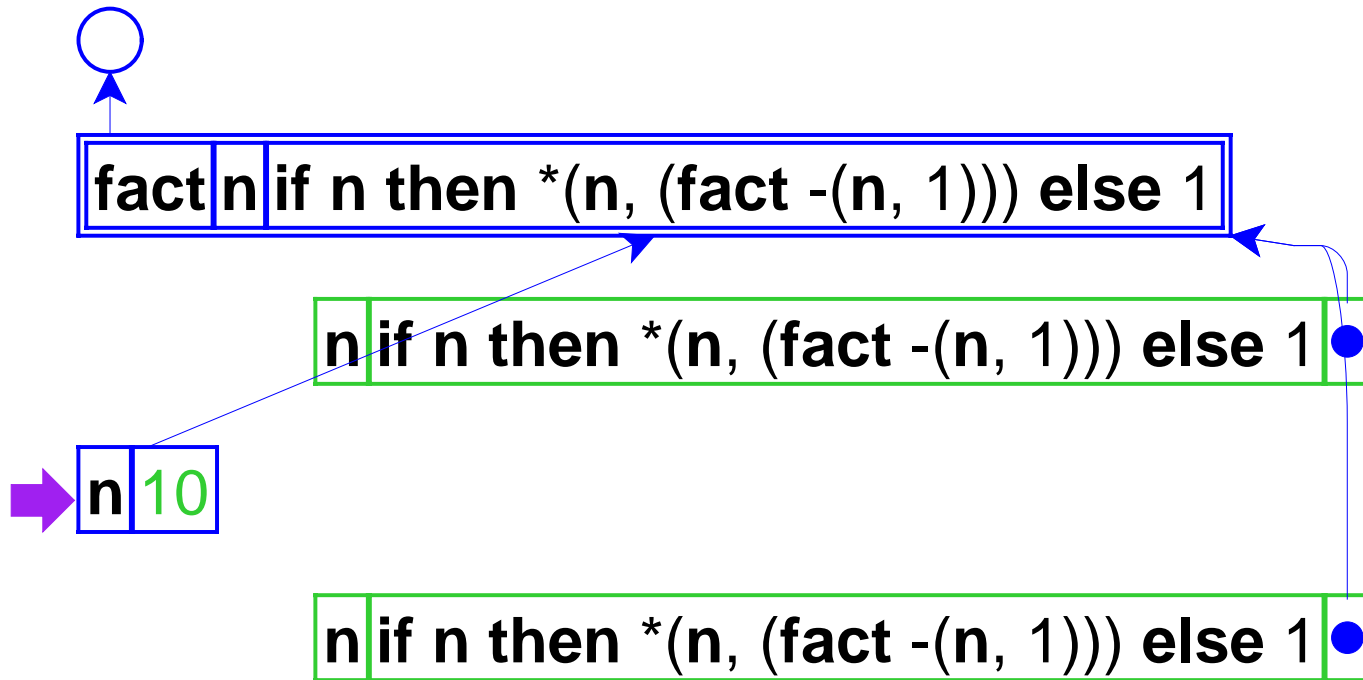 fact n if n then *(n, (fact -(n, 1))) else 1
n if n then *(n, (fact -(n, 1))) else 1
n 10
n if n then *(n, (fact -(n, 1))) else 1